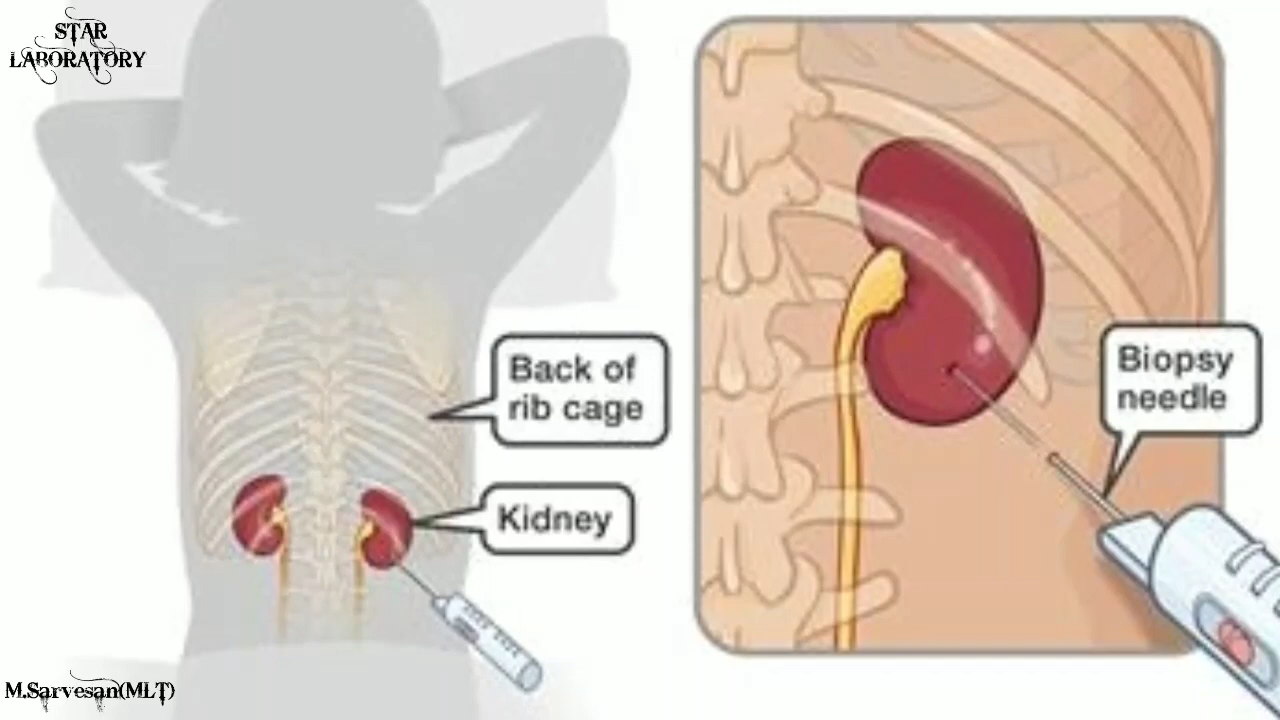 STAR
LABORATORY
Back of
rib cage
Kidney
Biopsy
needle
M.Sarvesan(MLT)